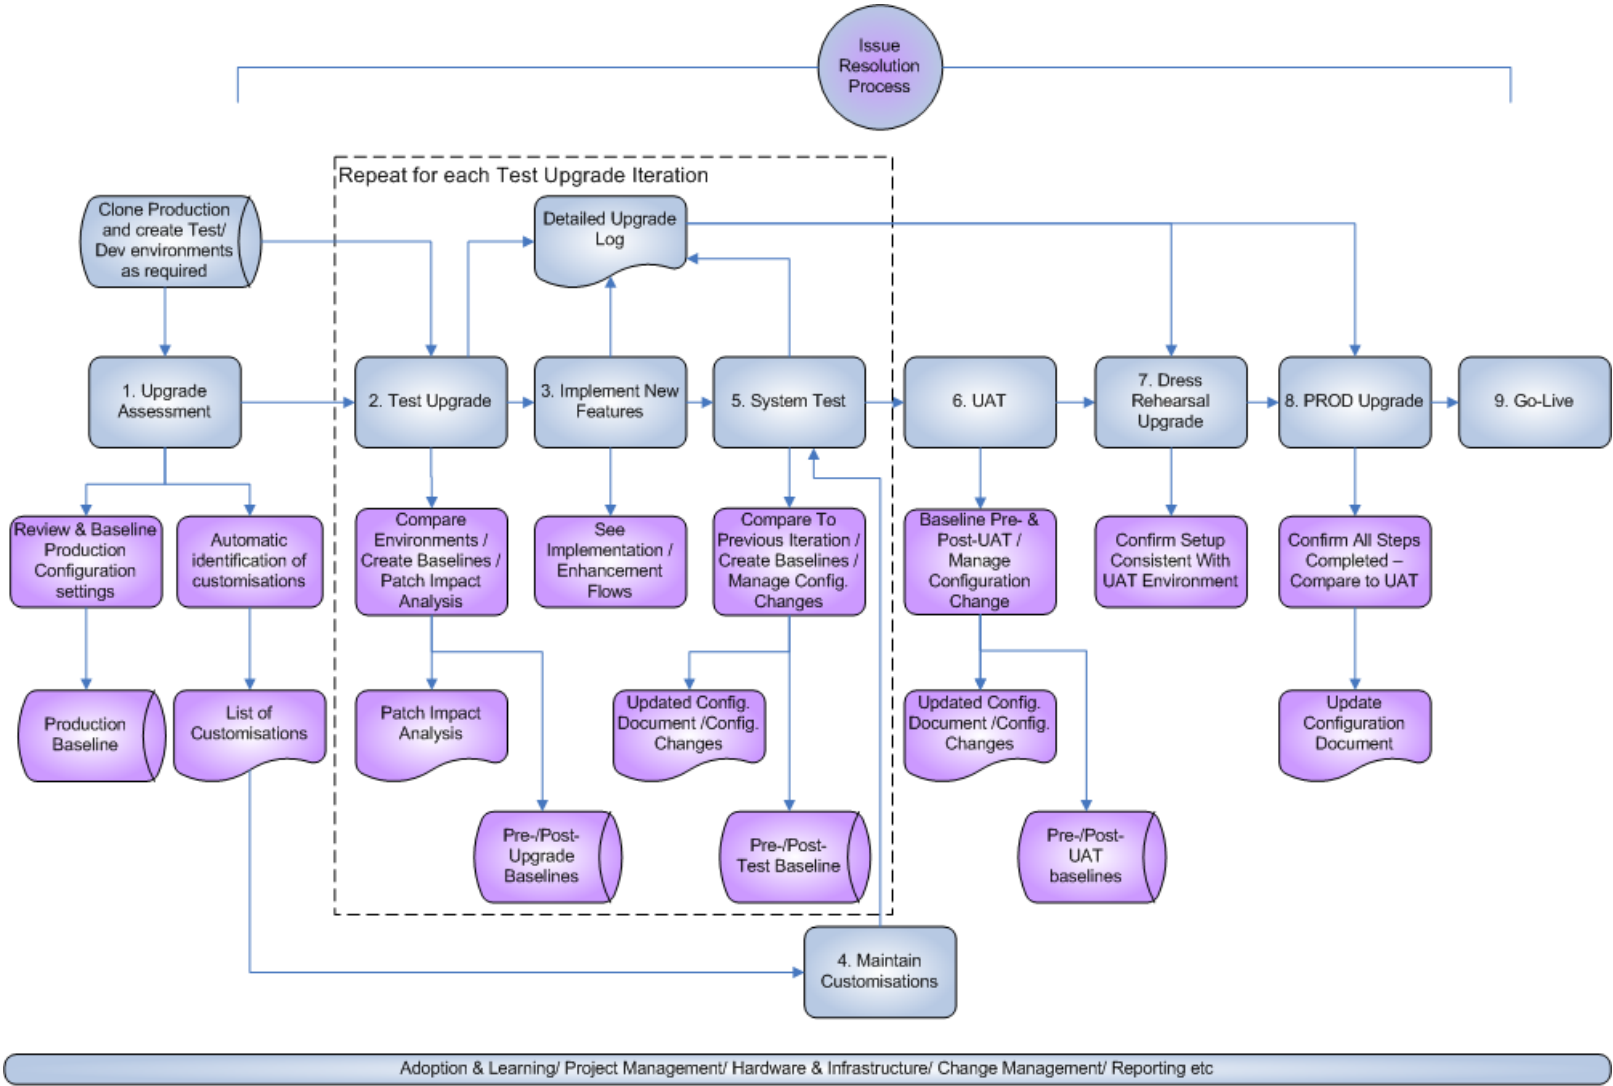 Issue
Resolution
Process
Repeat for each Test Upgrade Iteration
Clone Production
and create Test/
Dev environments
as required
Detailed Upgrade
Log
1. Upgrade
Assessment
2. Test Upgrade
3. Implement New
Features
5. System Test
6. UAT
7. Dress
Rehearsal
Upgrade
8. PROD Upgrade
9. Go-Live
Review & Baseline
Production
Configuration
settings
Automatic
identification of
customisations
Compare
Environments /
Create Baselines /
Patch Impact
Analysis
See
Implementation /
Enhancement
Flows
Compare To
Previous Iteration /
Create Baselines /
Manage Config.
Changes
Baseline Pre- &
Post-UAT /
Manage
Configuration
Change
Confirm Setup
Consistent With
UAT Environment
Confirm All Steps
Completed –
Compare to UAT
Production
Baseline
List of
Customisations
Patch Impact
Analysis
Updated Config.
Document /Config.
Changes
Updated Config.
Document /Config.
Changes
Update
Configuration
Document
Pre-/Post-
Upgrade
Baselines
Pre-/Post-
Test Baseline
Pre-/Post-
UAT
baselines
4. Maintain
Customisations
Adoption & Learning/ Project Management/ Hardware & Infrastructure/ Change Management/ Reporting etc